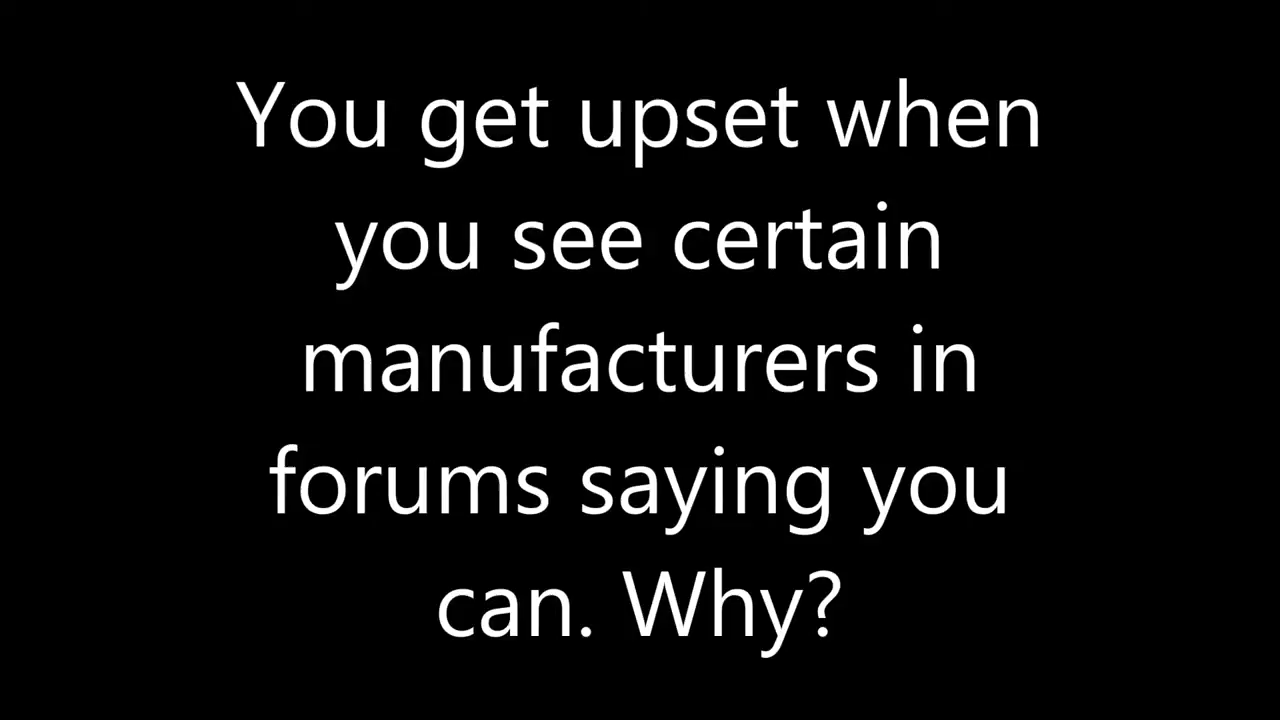 You get upset when
you see certain
manufacturers in
forums saying you
can. Why?